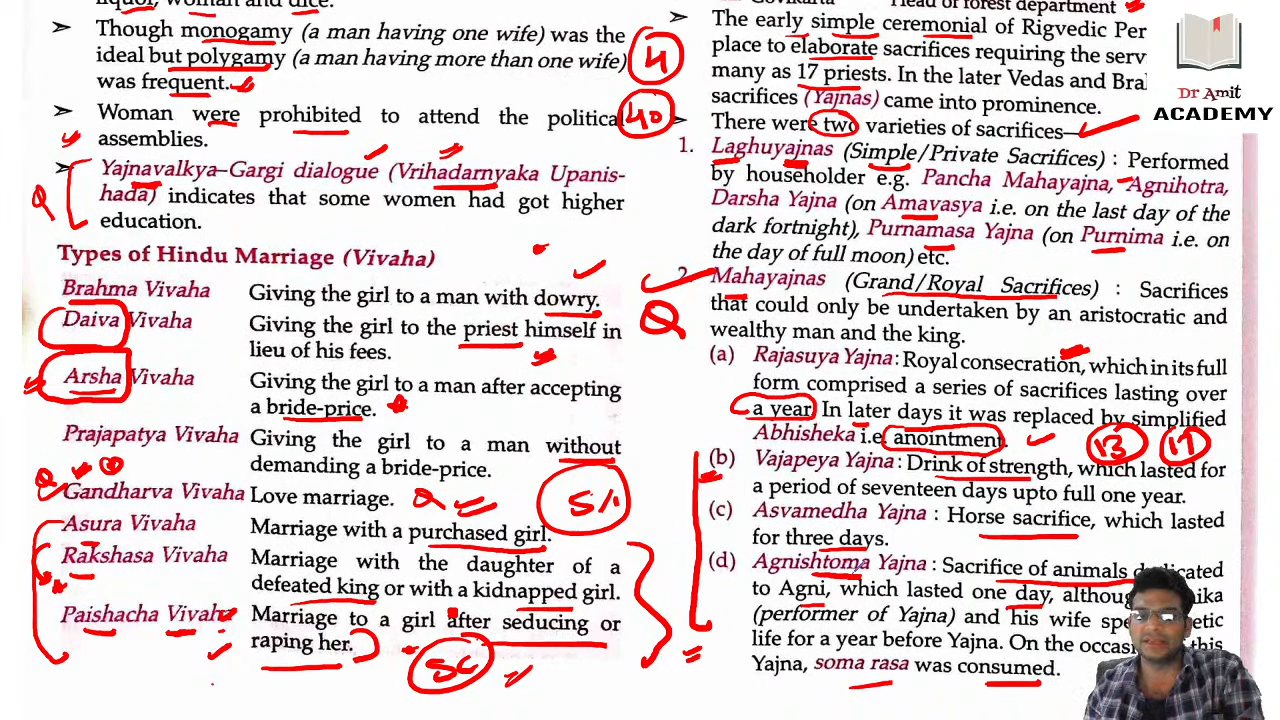 liquor, woman and dice.
➤ Though monogamy (a man having one wife) was the
ideal but polygamy (a man having more than one wife)
was frequent.
➤ Woman were prohibited to attend the political
assemblies.
➤ Yajnavalkya–Gargi dialogue (Vrihadarnyaka Upanis-
hada) indicates that some women had got higher
education.
Q
Types of Hindu Marriage (Vivaha)
Brahma Vivaha Giving the girl to a man with dowry.
Daiva Vivaha Giving the girl to the priest himself in
lieu of his fees.
Arsha Vivaha Giving the girl to a man after accepting
a bride-price.
Prajapatya Vivaha Giving the girl to a man without
demanding a bride-price.
Q
Gandharva Vivaha Love marriage. Q
Asura Vivaha Marriage with a purchased girl.
Rakshasa Vivaha Marriage with the daughter of a
defeated king or with a kidnapped girl.
Paishacha Vivaha Marriage to a girl after seducing or
raping her.
4
40
Head of forest department
➤ The early simple ceremonial of Rigvedic Per
place to elaborate sacrifices requiring the serv
many as 17 priests. In the later Vedas and Bra
sacrifices (Yajnas) came into prominence.
➤ There were two varieties of sacrifices—
1. Laghuyajnas (Simple/Private Sacrifices) : Performed
by householder e.g. Pancha Mahayajna, Agnihotra,
Darsha Yajna (on Amavasya i.e. on the last day of the
dark fortnight), Purnamasa Yajna (on Purnima i.e. on
the day of full moon) etc.
2. Mahayajnas (Grand/Royal Sacrifices) : Sacrifices
that could only be undertaken by an aristocratic and
wealthy man and the king.
Q
(a) Rajasuya Yajna : Royal consecration, which in its full
form comprised a series of sacrifices lasting over
a year. In later days it was replaced by simplified
Abhisheka i.e. anointment.
13 17
(b) Vajapeya Yajna : Drink of strength, which lasted for
a period of seventeen days upto full one year.
(c) Asvamedha Yajna : Horse sacrifice, which lasted
for three days.
(d) Agnishtoma Yajna : Sacrifice of animals dedicated
to Agni, which lasted one day, although
(performer of Yajna) and his wife
life for a year before Yajna. On the this
Yajna, soma rasa was consumed.
Dr Amit
ACADEMY